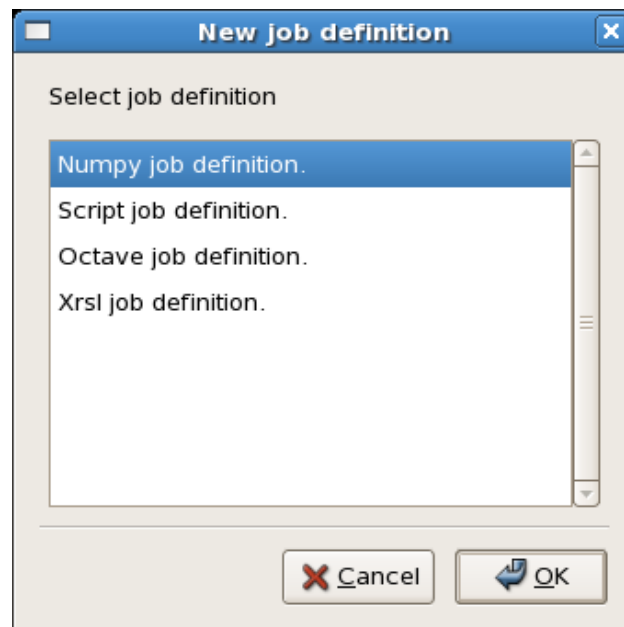 New job definition
Select job definition
Numpy job definition.
Script job definition.
Octave job definition.
Xrsl job definition.
Cancel
OK